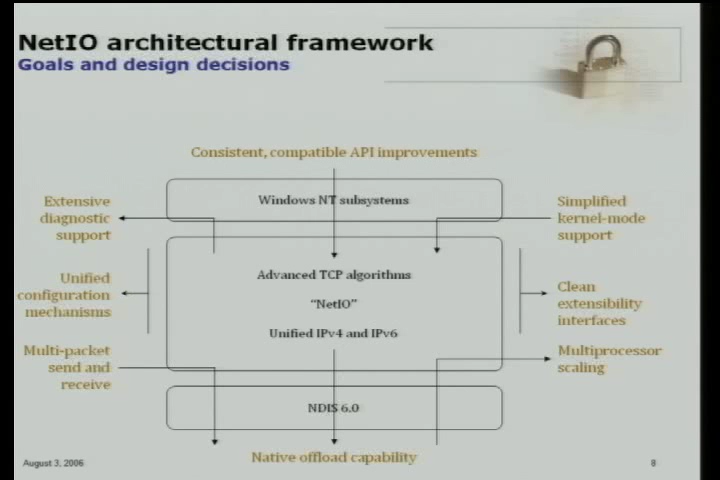 NetIO architectural framework
Goals and design decisions
Consistent, compatible API improvements
Extensive
diagnostic
support
Windows NT subsystems
Simplified
kernel-mode
support
Unified
configuration
mechanisms
Advanced TCP algorithms
“NetIO”
Unified IPv4 and IPv6
Clean
extensibility
interfaces
Multi-packet
send and
receive
Multiprocessor
scaling
NDIS 6.0
Native offload capability
August 3, 2006
8